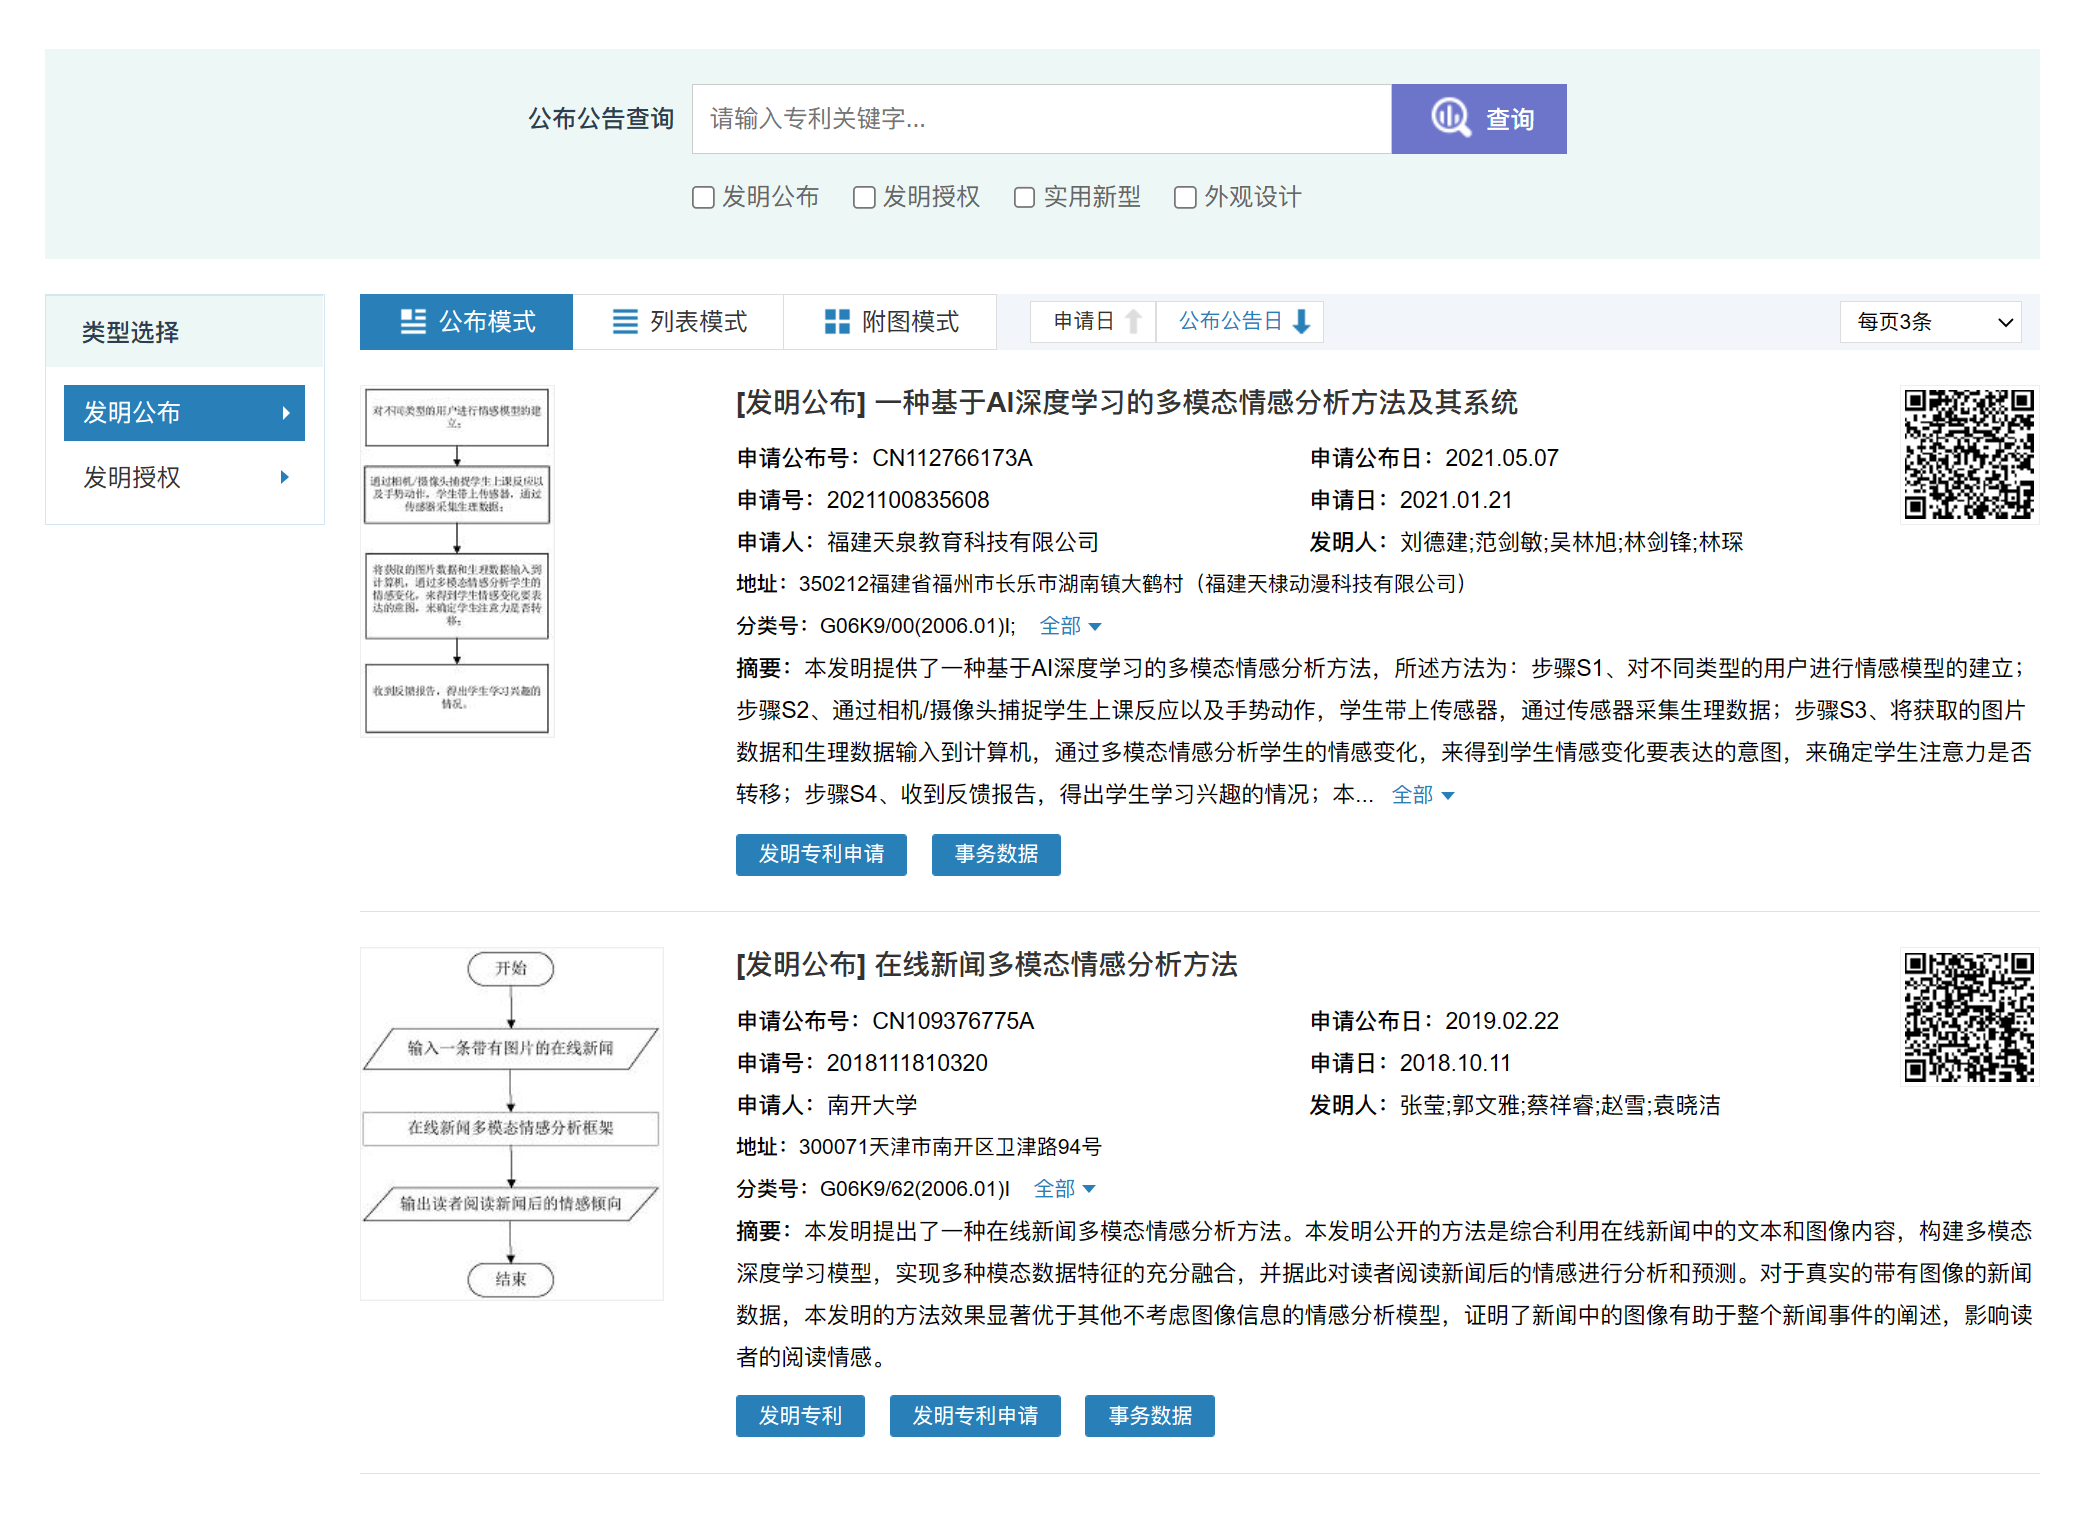 公布公告查询
请输入专利关键字...
查询
发明公布 发明授权 实用新型 外观设计
类型选择
发明公布
发明授权
公布模式 列表模式 附图模式 申请日 公布公告日 每页3条
对不同类型的用户进行情感模型的建
立；
通过相机/摄像头捕捉学生上课反应以
及手势动作，学生带上传感器，通过
传感器采集生理数据；
将获取的图片数据和生理数据输入到
计算机，通过多模态情感分析学生的
情感变化，来得到学生情感变化要表
达的意图，来确定学生注意力是否转
移；
收到反馈报告，得出学生学习兴趣的
情况。
[发明公布] 一种基于AI深度学习的多模态情感分析方法及其系统
申请公布号：CN112766173A 申请公布日：2021.05.07
申请号：2021100835608 申请日：2021.01.21
申请人：福建天泉教育科技有限公司 发明人：刘德建;范剑敏;吴林旭;林剑锋;林琛
地址：350212福建省福州市长乐市湖南镇大鹤村（福建天棣动漫科技有限公司）
分类号：G06K9/00(2006.01)I; 全部
摘要：本发明提供了一种基于AI深度学习的多模态情感分析方法，所述方法为：步骤S1、对不同类型的用户进行情感模型的建立；
步骤S2、通过相机/摄像头捕捉学生上课反应以及手势动作，学生带上传感器，通过传感器采集生理数据；步骤S3、将获取的图片
数据和生理数据输入到计算机，通过多模态情感分析学生的情感变化，来得到学生情感变化要表达的意图，来确定学生注意力是否
转移；步骤S4、收到反馈报告，得出学生学习兴趣的情况；本... 全部
发明专利申请 事务数据
开始
输入一条带有图片的在线新闻
在线新闻多模态情感分析框架
输出读者阅读新闻后的情感倾向
结束
[发明公布] 在线新闻多模态情感分析方法
申请公布号：CN109376775A 申请公布日：2019.02.22
申请号：2018111810320 申请日：2018.10.11
申请人：南开大学 发明人：张莹;郭文雅;蔡祥睿;赵雪;袁晓洁
地址：300071天津市南开区卫津路94号
分类号：G06K9/62(2006.01)I 全部
摘要：本发明提出了一种在线新闻多模态情感分析方法。本发明公开的方法是综合利用在线新闻中的文本和图像内容，构建多模态
深度学习模型，实现多种模态数据特征的充分融合，并据此对读者阅读新闻后的情感进行分析和预测。对于真实的带有图像的新闻
数据，本发明的方法效果显著优于其他不考虑图像信息的情感分析模型，证明了新闻中的图像有助于整个新闻事件的阐述，影响读
者的阅读情感。
发明专利 发明专利申请 事务数据